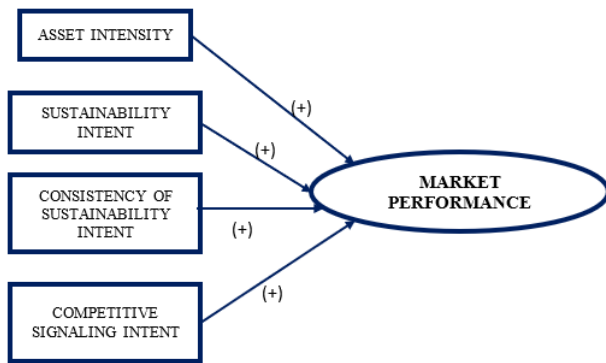 ASSET INTENSITY
(+)
SUSTAINABILITY
INTENT
(+)
CONSISTENCY OF
SUSTAINABILITY
INTENT
(+)
COMPETITIVE
SIGNALING INTENT
(+)
MARKET
PERFORMANCE